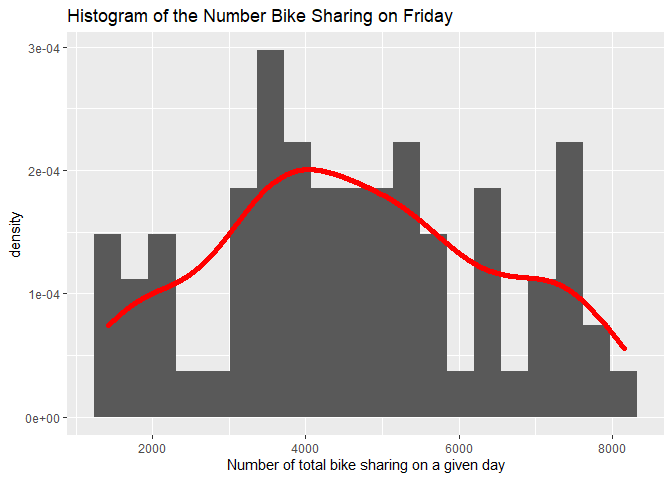 Histogram of the Number Bike Sharing on Friday
3e-04
2e-04
1e-04
0e+00
density
2000 4000 6000 8000
Number of total bike sharing on a given day